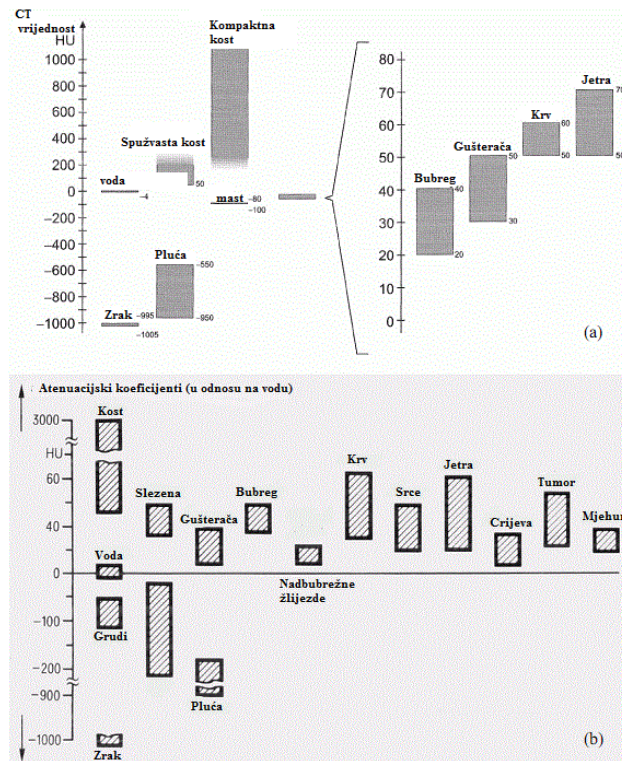 CT
vrijednost
HU
1000
800
600
400
200
0
−200
−400
−600
−800
−1000
Kompaktna
kost
Spužvasta kost
50
voda
−4
mast
−80
−100
Pluća
−550
−950
Zrak
−995
−1005
80
70
60
50
40
30
20
10
0
Bubreg
40
20
Gušterača
50
30
Krv
60
50
Jetra
70
50
(a)
Atenuacijski koeficijenti (u odnosu na vodu)
3000
HU
60
40
0
-100
-200
-900
-1000
Kost
Slezena
Gušterača
Bubreg
Nadbubrežne
žlijezde
Krv
Srce
Jetra
Crijeva
Tumor
Mjehur
Voda
Grudi
Pluća
Zrak
(b)